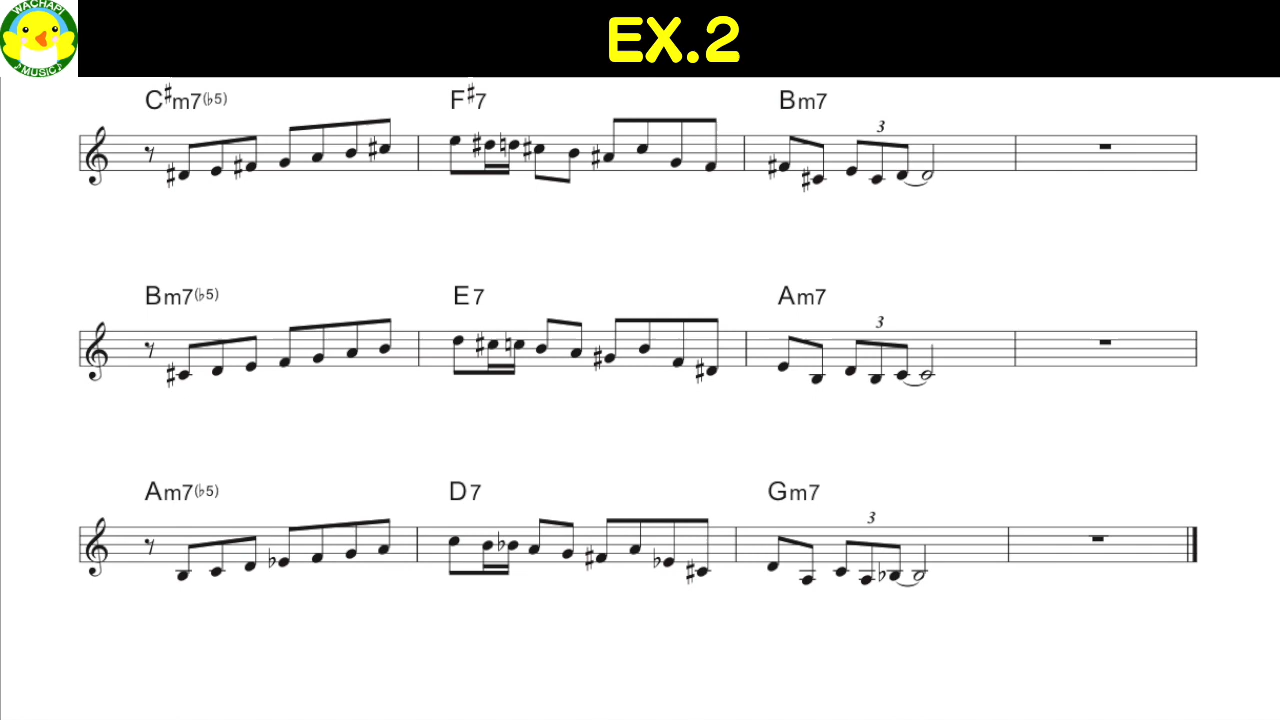 WACHAPI
♪MUSIC♪
EX.2
C♯m7(♭5) F♯7 Bm7
3
Bm7(♭5) E7 Am7
3
Am7(♭5) D7 Gm7
3